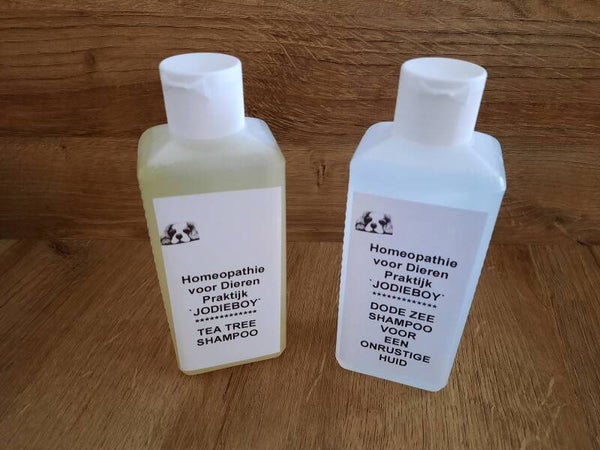 Homeopathie
voor Dieren
Praktijk
`JODIEBOY`
*************
TEA TREE
SHAMPOO
Homeopathie
voor Dieren
Praktijk
`JODIEBOY`
*************
DODE ZEE
SHAMPOO
VOOR
EEN
ONRUSTIGE
HUID